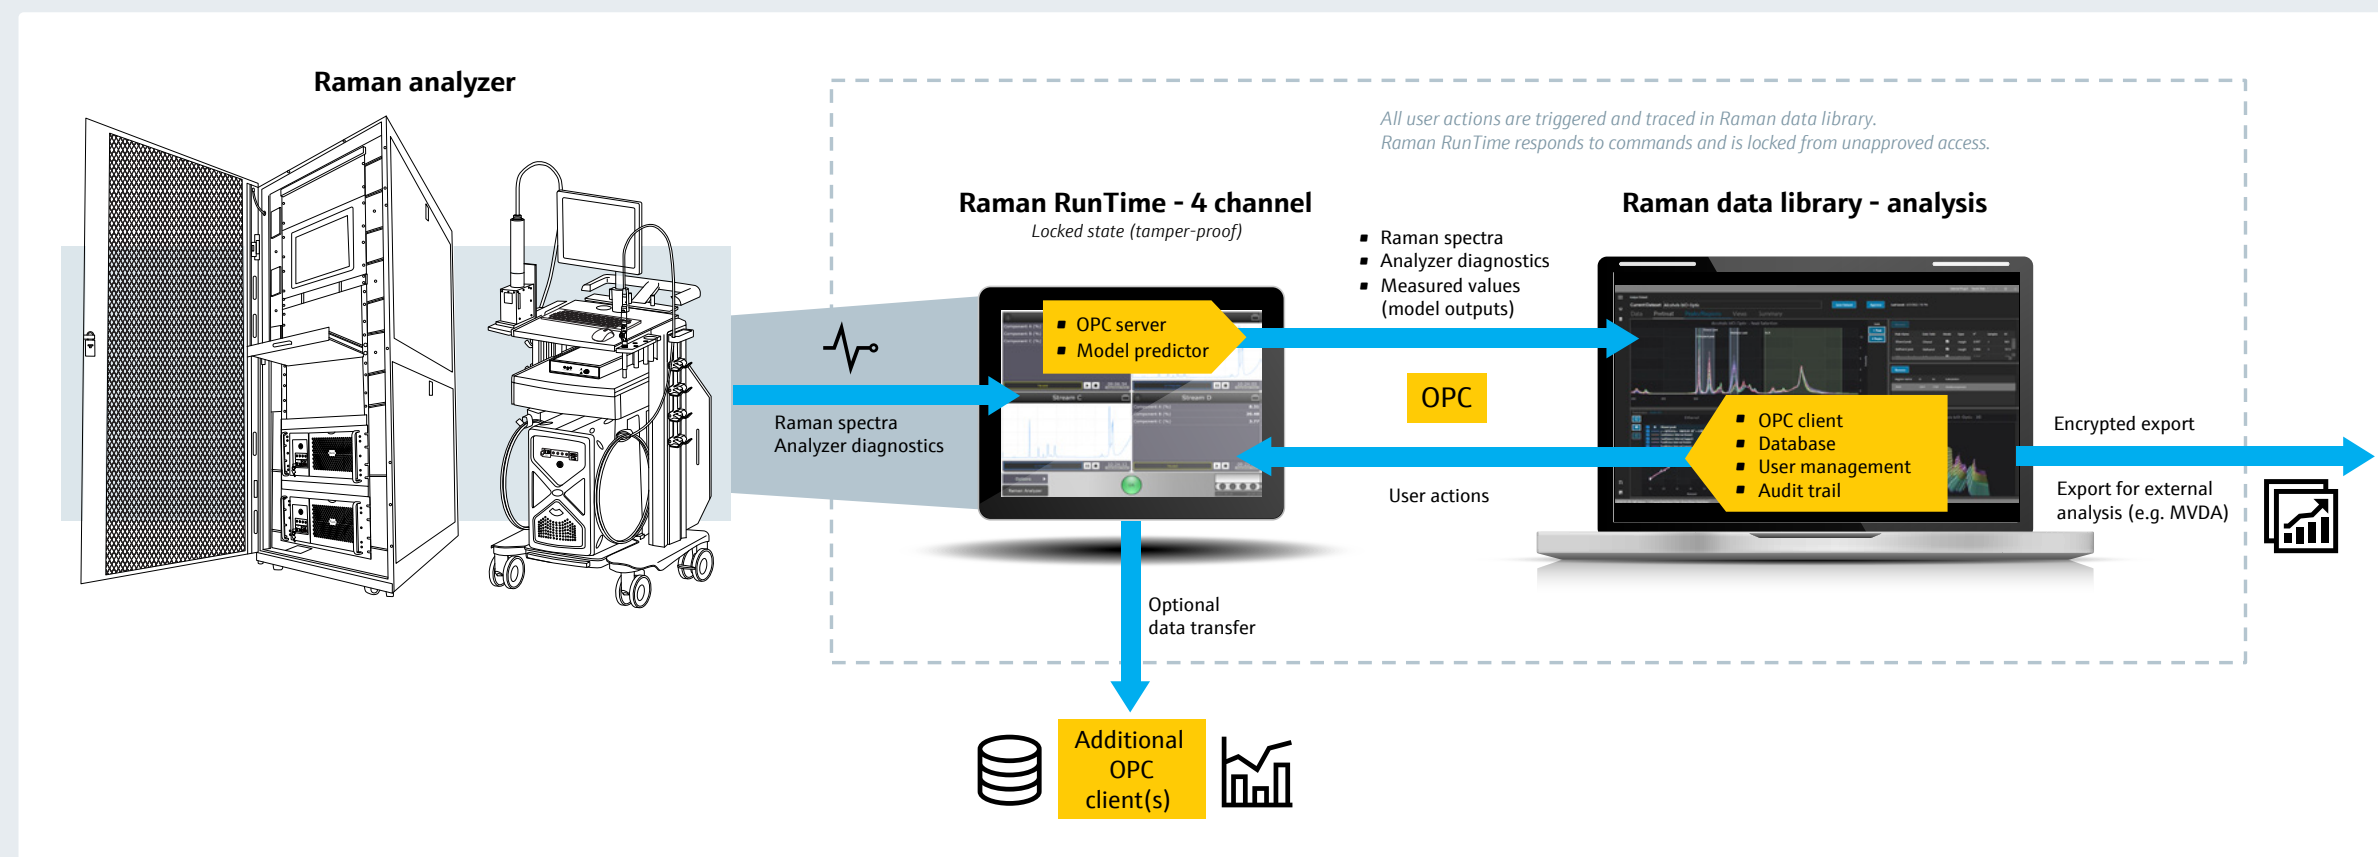 Raman analyzer
All user actions are triggered and traced in Raman data library.
Raman RunTime responds to commands and is locked from unapproved access.
Raman RunTime - 4 channel
Locked state (tamper-proof)
▪ Raman spectra
▪ Analyzer diagnostics
▪ Measured values
(model outputs)
Raman data library - analysis
▪ OPC server
▪ Model predictor
Stream C
Stream D
Raman spectra
Analyzer diagnostics
OPC
User actions
▪ OPC client
▪ Database
▪ User management
▪ Audit trail
Encrypted export
Export for external
analysis (e.g. MVDA)
Optional
data transfer
Additional
OPC
client(s)